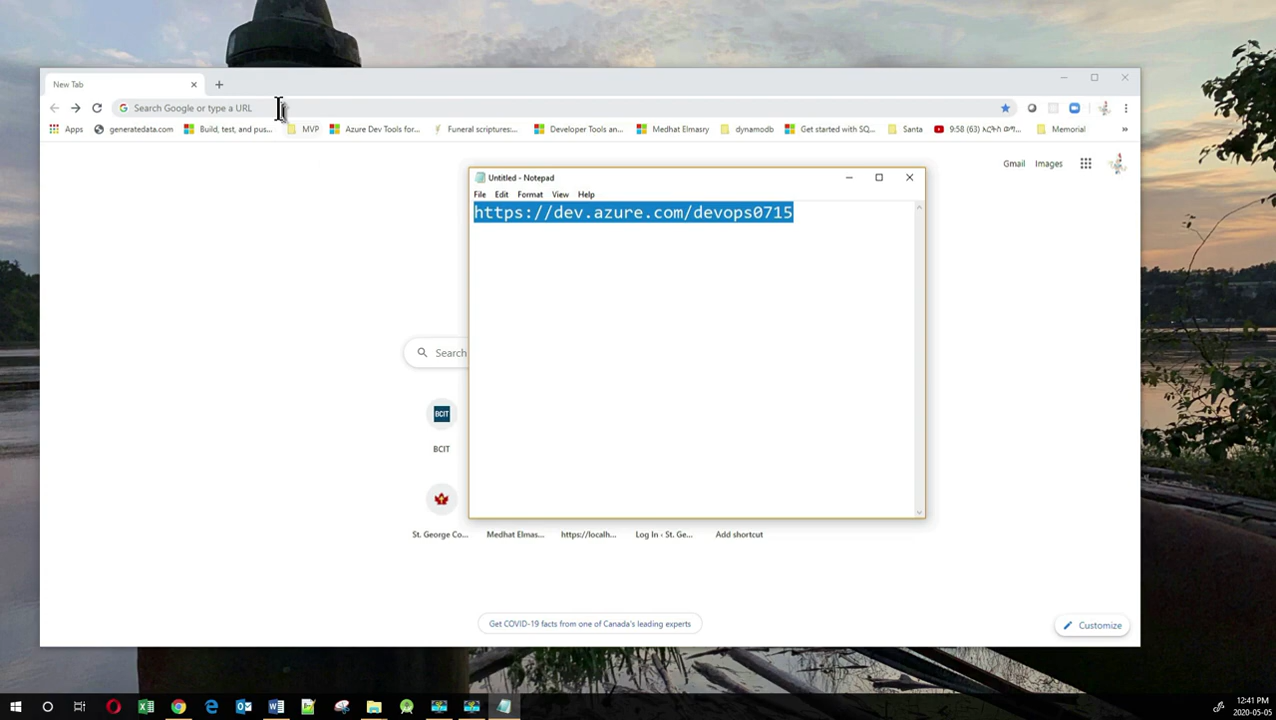 New Tab
Search Google or type a URL
Apps
generatedata.com
Build, test, and pus...
MVP
Azure Dev Tools for...
Funeral scriptures:...
Developer Tools an...
Medhat Elmasry
dynamodb
Get started with SQ...
Santa
Memorial
»
Gmail
Images
Untitled - Notepad
File
Edit
Format
View
Help
https://dev.azure.com/devops0715
Search
BCIT
BCIT
St. George Co...
Medhat Elmas...
https://localh...
Log In ‹ St. Ge...
Add shortcut
Get COVID-19 facts from one of Canada's leading experts
Customize
12:41 PM
2020-05-05